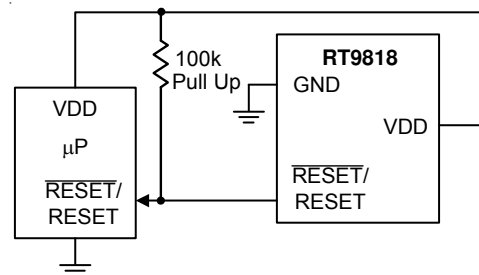 100k
Pull Up
RT9818
GND
VDD
RESET/
RESET
VDD
μP
RESET/
RESET